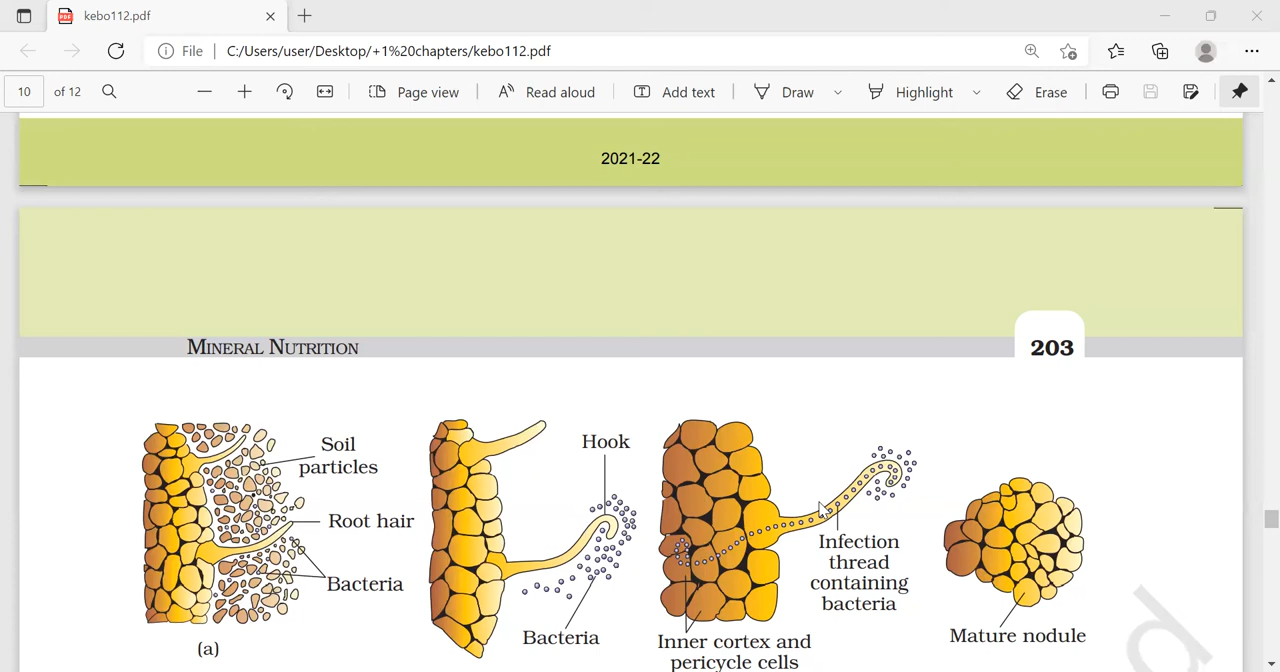 kebo112.pdf
File
C:/Users/user/Desktop/+1%20chapters/kebo112.pdf
10 of 12
Page view
Read aloud
Add text
Draw
Highlight
Erase
2021-22
MINERAL NUTRITION
203
Soil
particles
Root hair
Bacteria
(a)
Hook
Bacteria
Infection
thread
containing
bacteria
Inner cortex and
pericycle cells
Mature nodule
d